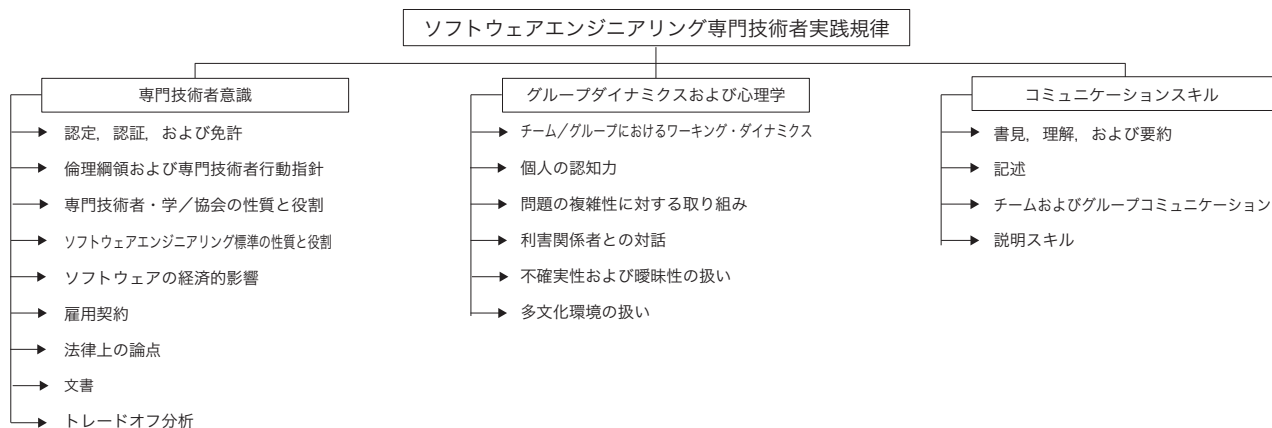 ソフトウェアエンジニアリング専門技術者実践規律
専門技術者意識
認定，認証，および免許
倫理綱領および専門技術者行動指針
専門技術者・学／協会の性質と役割
ソフトウェアエンジニアリング標準の性質と役割
ソフトウェアの経済的影響
雇用契約
法律上の論点
文書
トレードオフ分析
グループダイナミクスおよび心理学
チーム／グループにおけるワーキング・ダイナミクス
個人の認知力
問題の複雑性に対する取り組み
利害関係者との対話
不確実性および曖昧性の扱い
多文化環境の扱い
コミュニケーションスキル
書見，理解，および要約
記述
チームおよびグループコミュニケーション
説明スキル